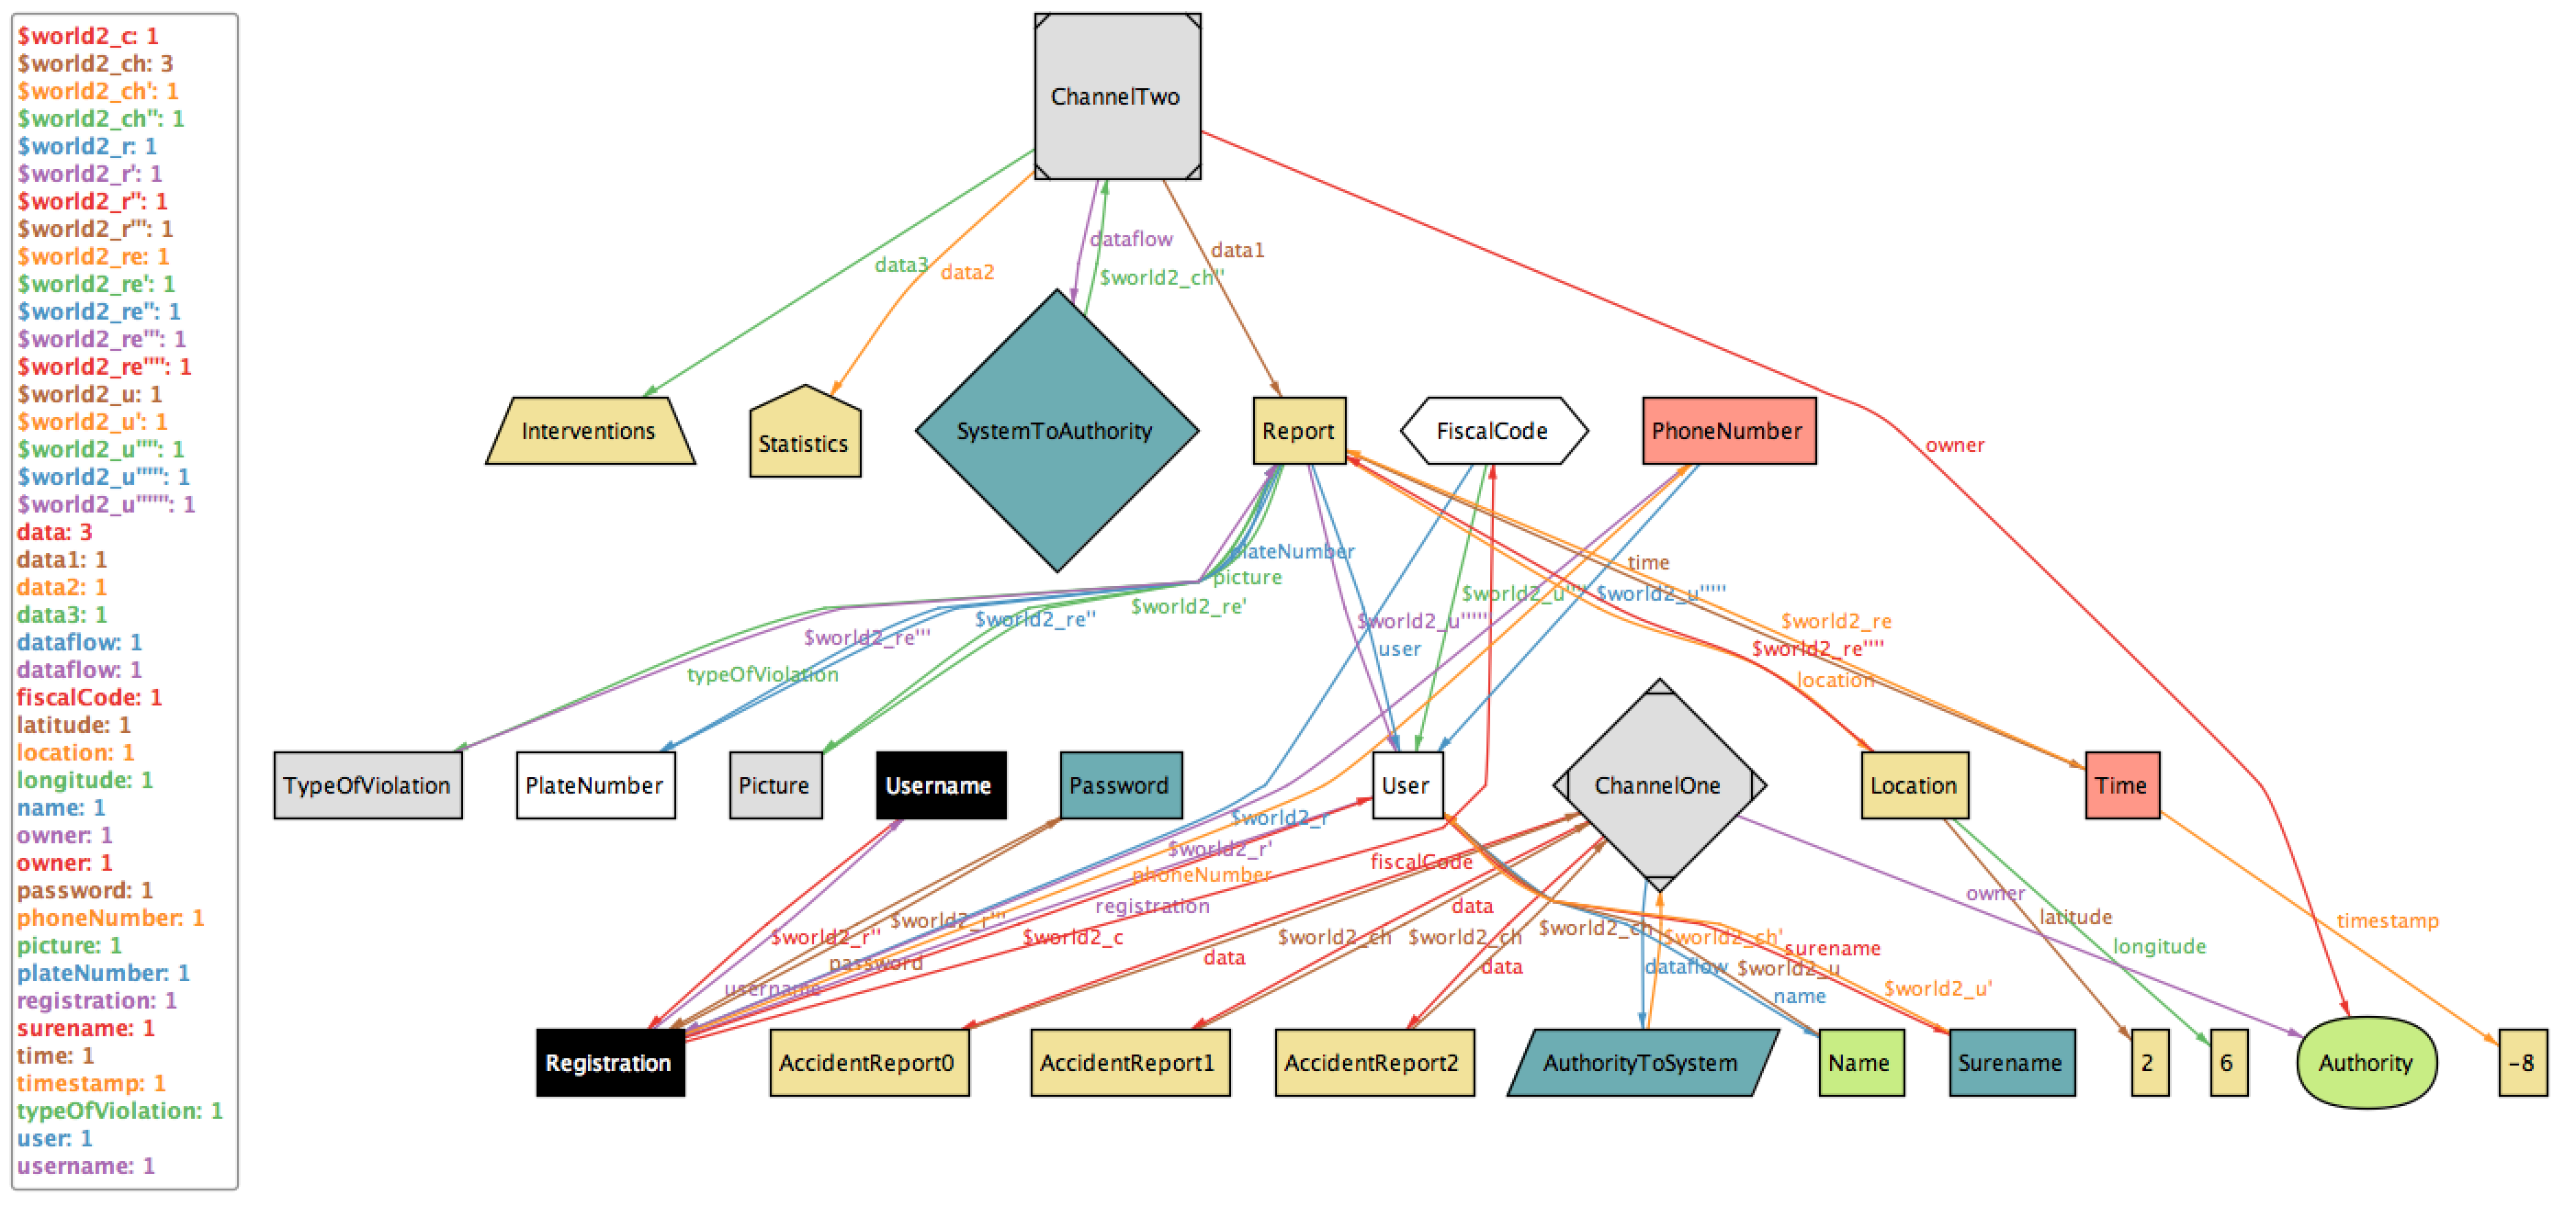 $world2_c: 1
$world2_ch: 3
$world2_ch': 1
$world2_ch'': 1
$world2_r: 1
$world2_r': 1
$world2_r'': 1
$world2_r''': 1
$world2_re: 1
$world2_re': 1
$world2_re'': 1
$world2_re''': 1
$world2_re'''': 1
$world2_u: 1
$world2_u': 1
$world2_u'''': 1
$world2_u''''': 1
$world2_u'''''': 1
data: 3
data1: 1
data2: 1
data3: 1
dataflow: 1
dataflow: 1
fiscalCode: 1
latitude: 1
location: 1
longitude: 1
name: 1
owner: 1
owner: 1
password: 1
phoneNumber: 1
picture: 1
plateNumber: 1
registration: 1
surename: 1
time: 1
timestamp: 1
typeOfViolation: 1
user: 1
username: 1
ChannelTwo
dataflow
data1
data3
data2
$world2_ch''
Interventions
Statistics
SystemToAuthority
Report
FiscalCode
PhoneNumber
owner
plateNumber
time
picture
$world2_u''''
$world2_u'''''
$world2_re'
$world2_re''
$world2_u''''''
$world2_re
$world2_re'''
user
$world2_re''''
typeOfViolation
location
TypeOfViolation
PlateNumber
Picture
Username
Password
User
ChannelOne
Location
Time
$world2_r
$world2_r'
fiscalCode
phoneNumber
registration
data
owner
$world2_r'''
latitude
timestamp
$world2_r''
$world2_c
$world2_ch
$world2_ch
$world2_ch
$world2_ch'
surename
longitude
password
data
data
dataflow
$world2_u
username
name
$world2_u'
Registration
AccidentReport0
AccidentReport1
AccidentReport2
AuthorityToSystem
Name
Surename
2
6
Authority
-8